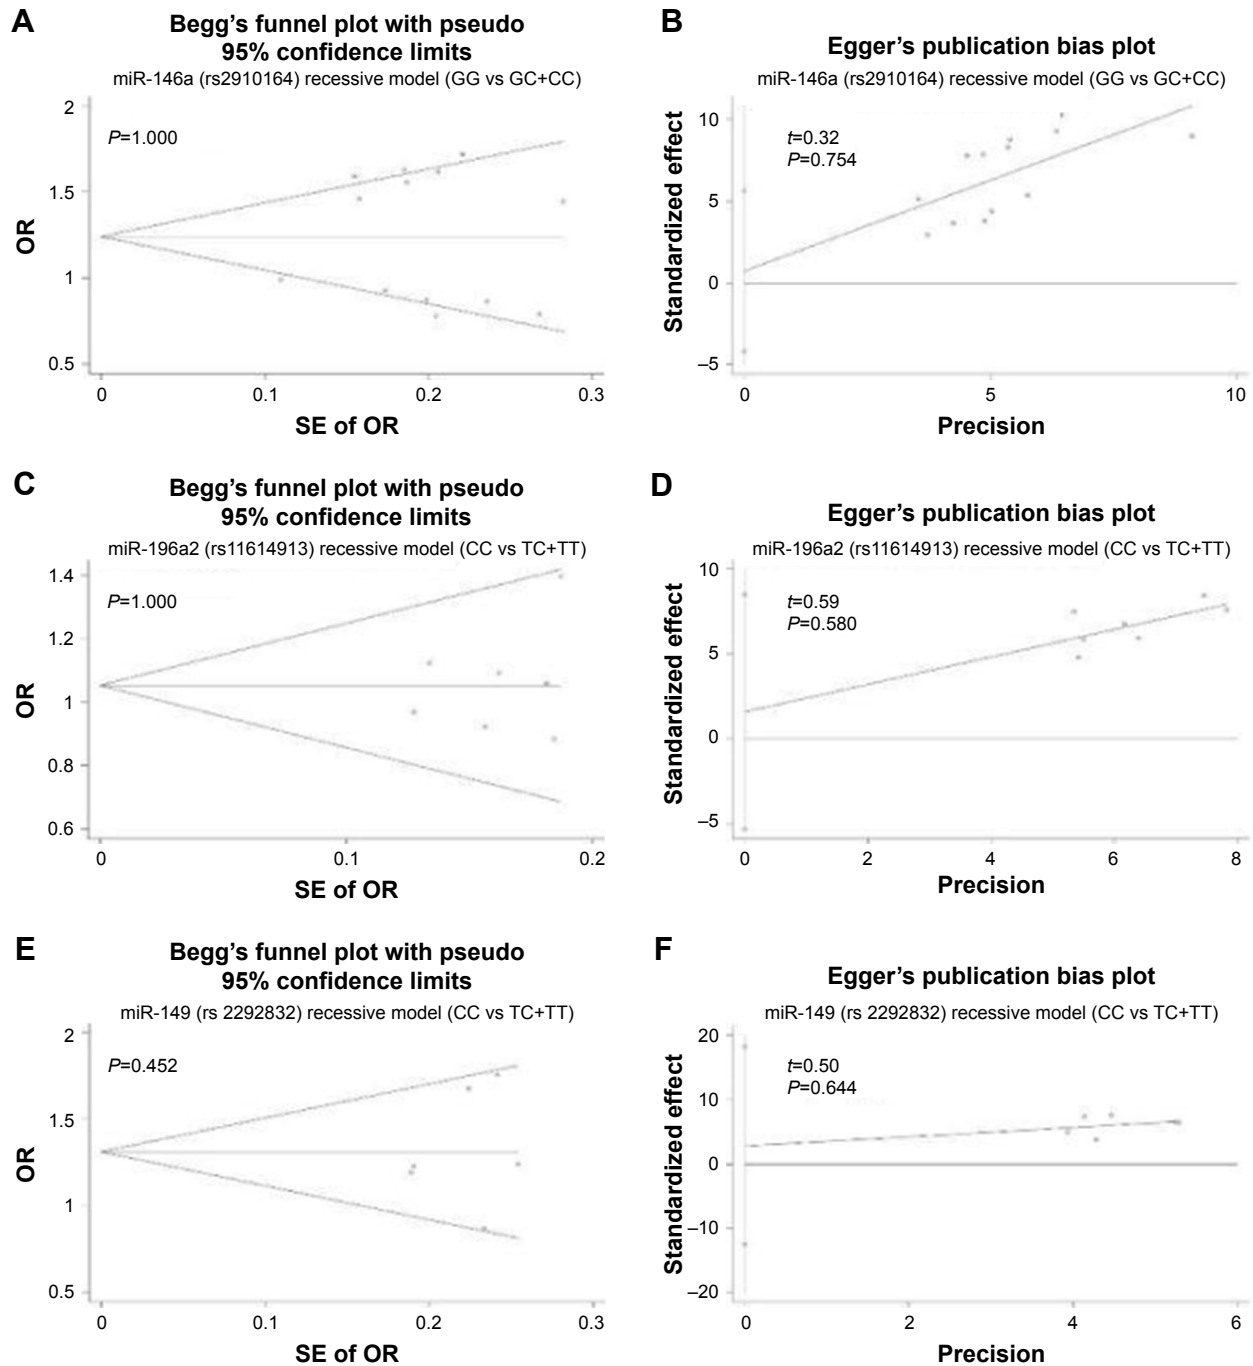 A
Begg’s funnel plot with pseudo
95% confidence limits
miR-146a (rs2910164) recessive model (GG vs GC+CC)
P=1.000
OR
2
1.5
1
0.5
0 0.1 0.2 0.3
SE of OR
B
Egger’s publication bias plot
miR-146a (rs2910164) recessive model (GG vs GC+CC)
t=0.32
P=0.754
Standardized effect
10
5
0
–5
0 5 10
Precision
C
Begg’s funnel plot with pseudo
95% confidence limits
miR-196a2 (rs11614913) recessive model (CC vs TC+TT)
P=1.000
OR
1.4
1.2
1
0.8
0.6
0 0.1 0.2
SE of OR
D
Egger’s publication bias plot
miR-196a2 (rs11614913) recessive model (CC vs TC+TT)
t=0.59
P=0.580
Standardized effect
10
5
0
–5
0 2 4 6 8
Precision
E
Begg’s funnel plot with pseudo
95% confidence limits
miR-149 (rs 2292832) recessive model (CC vs TC+TT)
P=0.452
OR
2
1.5
1
0.5
0 0.1 0.2 0.3
SE of OR
F
Egger’s publication bias plot
miR-149 (rs 2292832) recessive model (CC vs TC+TT)
t=0.50
P=0.644
Standardized effect
20
10
0
–10
–20
0 2 4 6
Precision